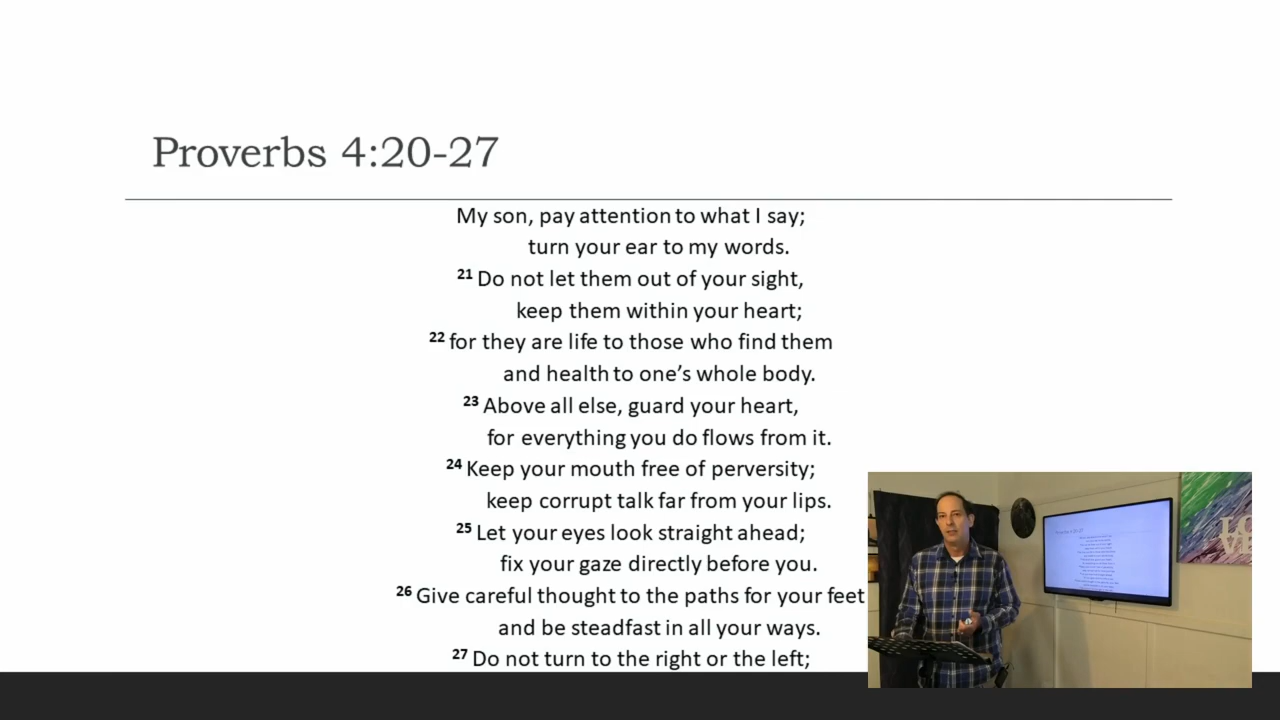 Proverbs 4:20-27
My son, pay attention to what I say;
turn your ear to my words.
21 Do not let them out of your sight,
keep them within your heart;
22 for they are life to those who find them
and health to one’s whole body.
23 Above all else, guard your heart,
for everything you do flows from it.
24 Keep your mouth free of perversity;
keep corrupt talk far from your lips.
25 Let your eyes look straight ahead;
fix your gaze directly before you.
26 Give careful thought to the paths for your feet
and be steadfast in all your ways.
27 Do not turn to the right or the left;
Proverbs 4:20-27